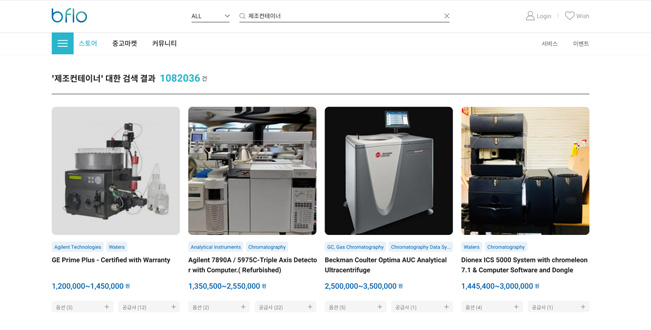 bflo
ALL
제조컨테이너
Login
Wish
스토어
중고마켓
커뮤니티
서비스
이벤트
'제조컨테이너' 대한 검색 결과 1082036 건
Agilent Technologies
Waters
GE Prime Plus - Certified with Warranty
1,200,000~1,450,000 원
옵션 (3)
공급사 (12)
Analytical Instruments
Chromatography
Agilent 7890A / 5975C-Triple Axis Detecto
r with Computer.( Refurbished)
1,350,500~2,550,000 원
옵션 (2)
공급사 (22)
GC, Gas Chromatography
Chromatography Data Sy...
Beckman Coulter Optima AUC Analytical
Ultracentrifuge
2,500,000~3,500,000 원
옵션 (5)
공급사 (1)
Waters
Chromatography
Dionex ICS 5000 System with chromeleon
7.1 & Computer Software and Dongle
1,445,400~3,000,000 원
옵션 (4)
공급사 (1)